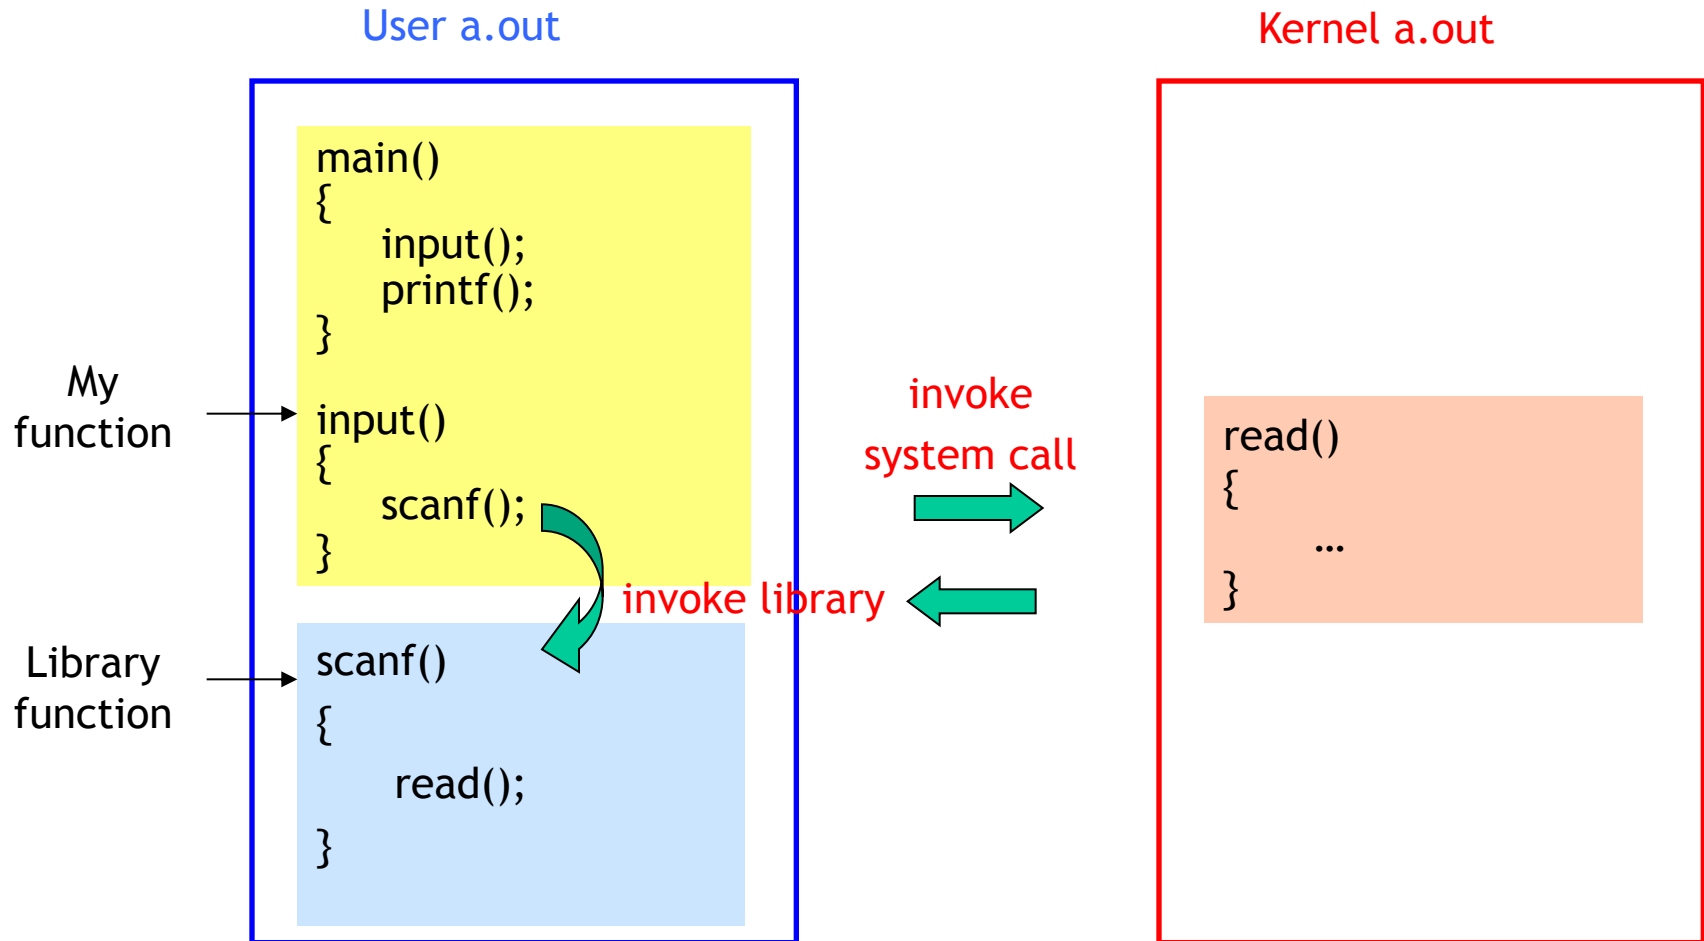 User a.out
Kernel a.out
main()
{
input();
printf();
}
My
function
input()
{
scanf();
}
invoke
system call
invoke library
read()
{
...
}
Library
function
scanf()
{
read();
}